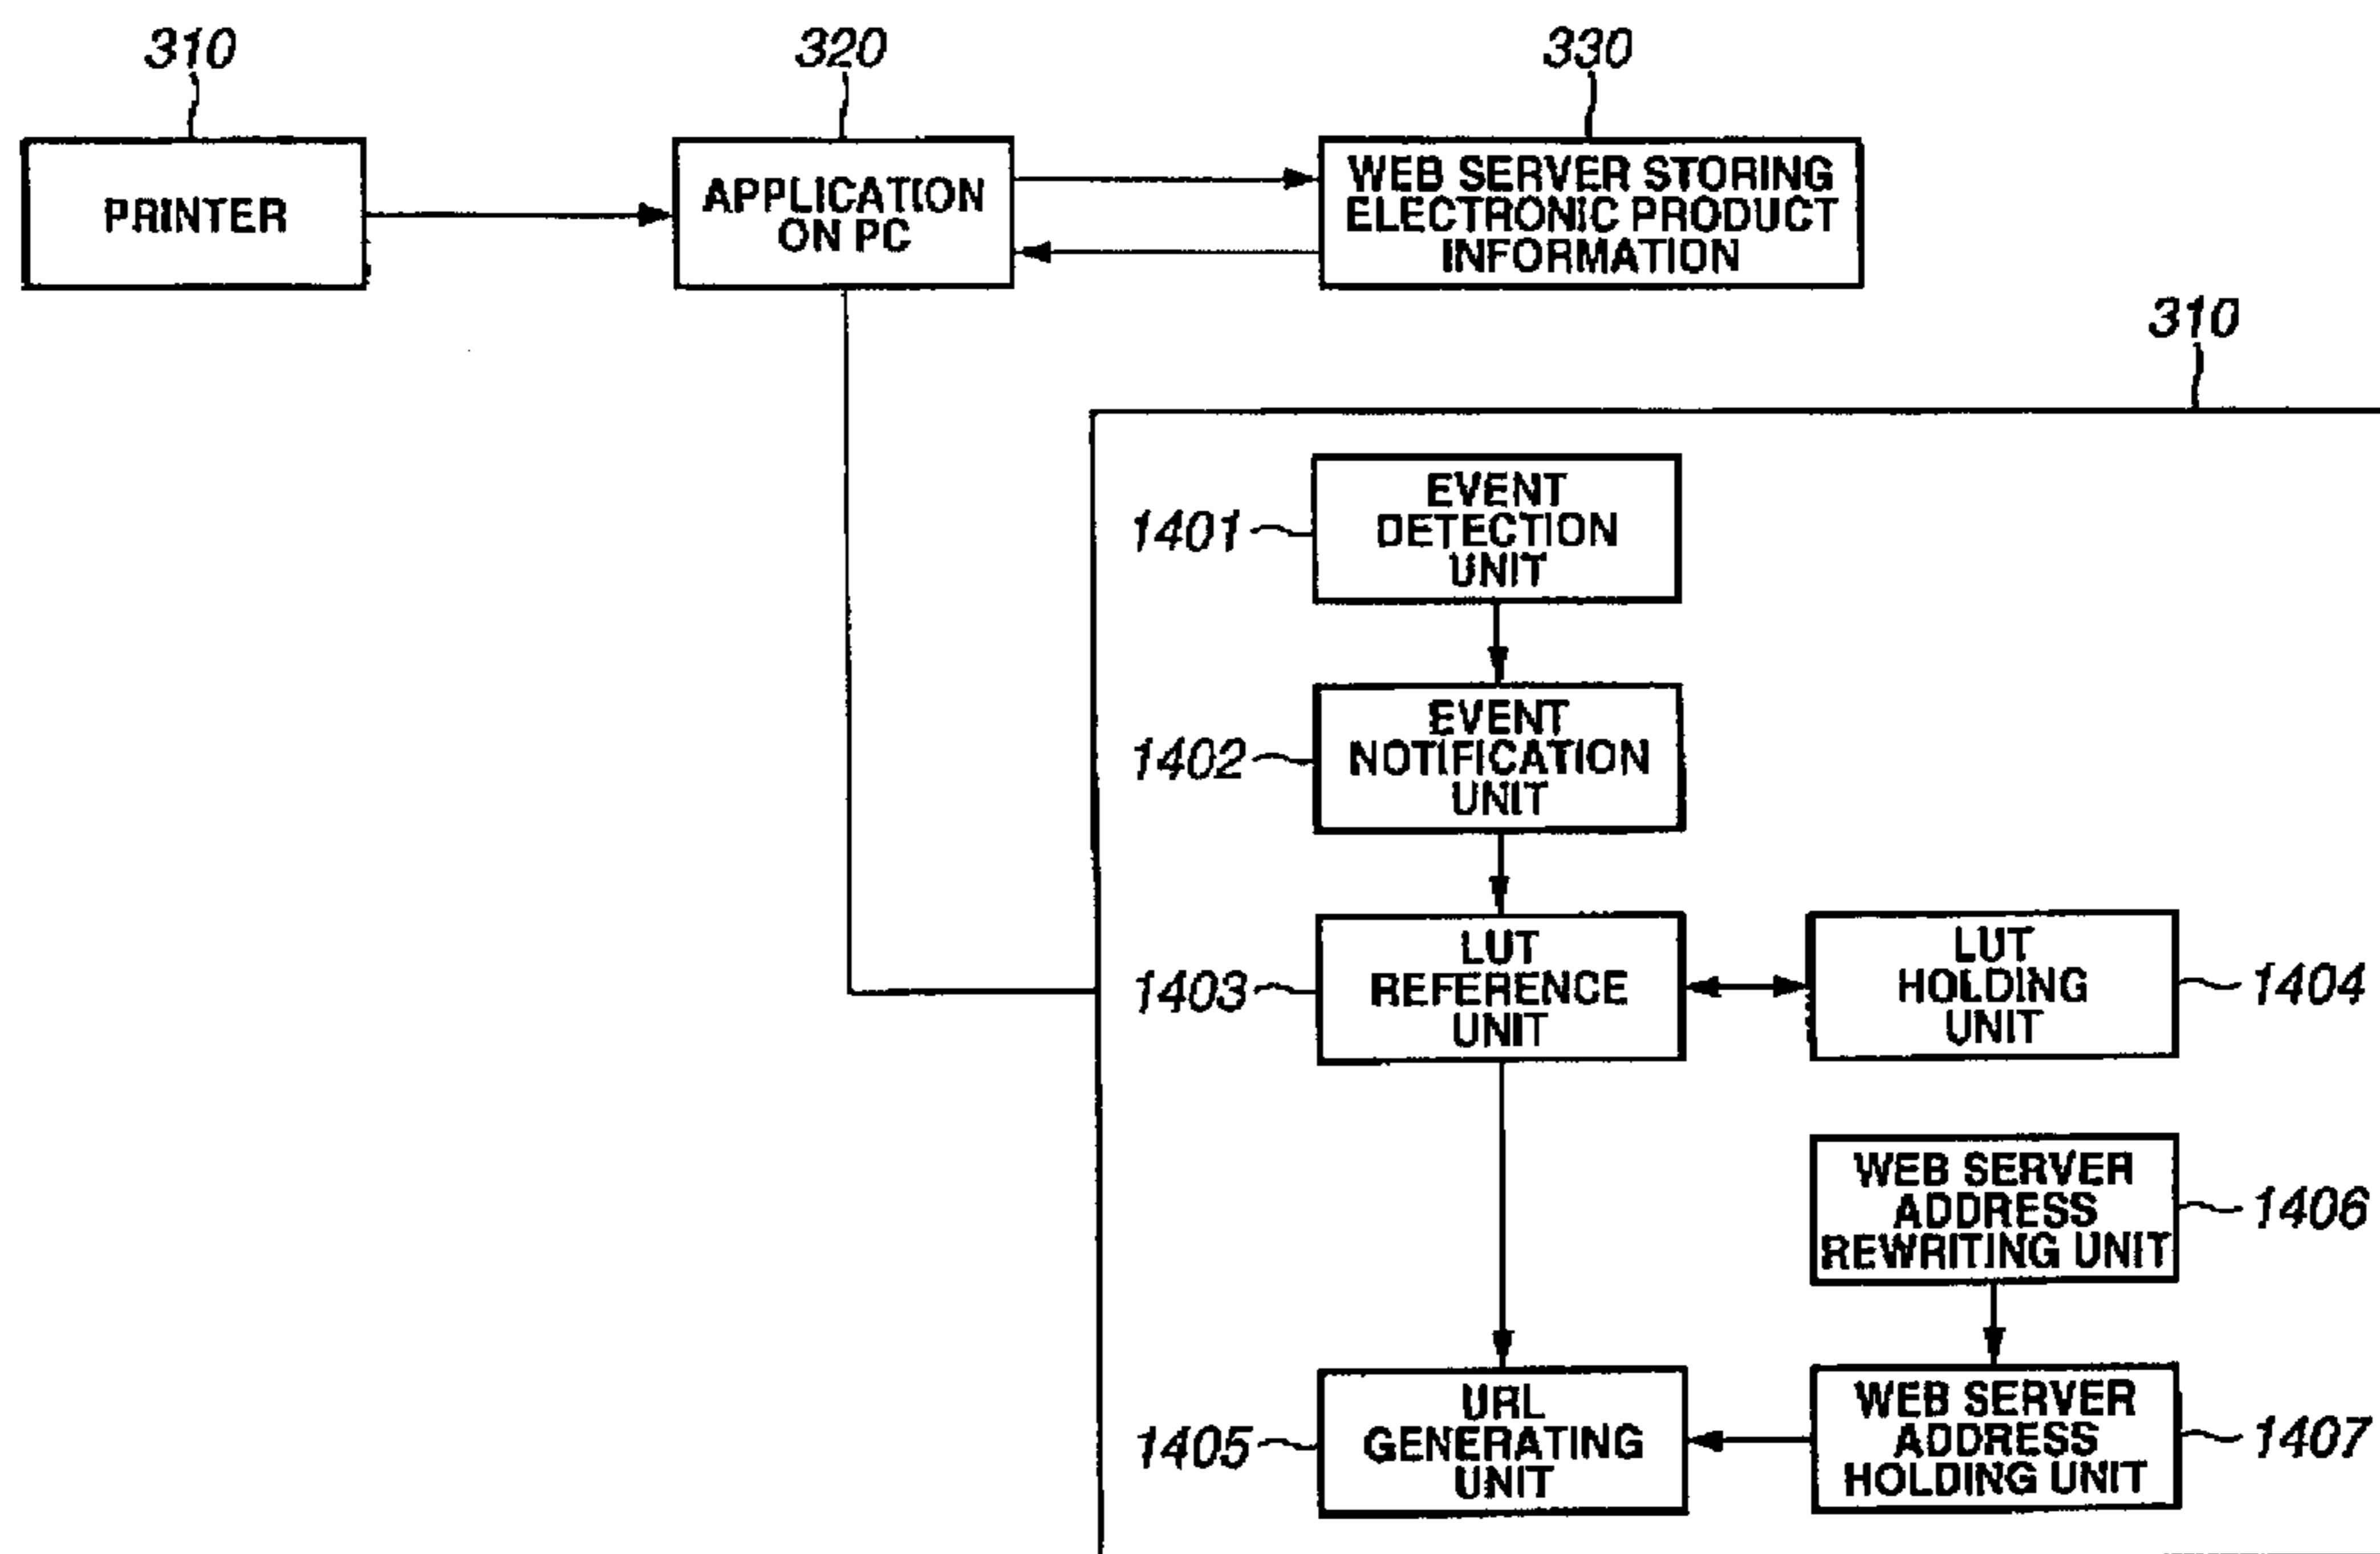 310
320
330
PRINTER
APPLICATION
ON PC
WEB SERVER STORING
ELECTRONIC PRODUCT
INFORMATION
310
1401
EVENT
DETECTION
UNIT
1402
EVENT
NOTIFICATION
UNIT
1403
LUT
REFERENCE
UNIT
LUT
HOLDING
UNIT
1404
WEB SERVER
ADDRESS
REWRITING UNIT
1406
1405
URL
GENERATING
UNIT
WEB SERVER
ADDRESS
HOLDING UNIT
1407